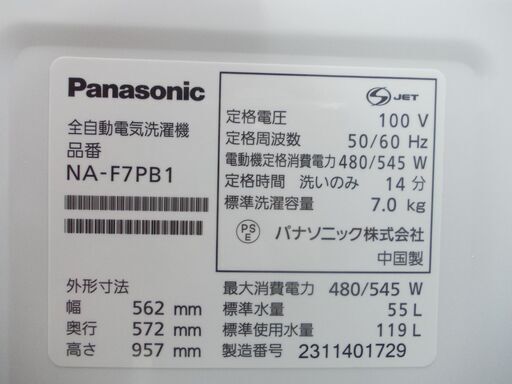 Panasonic
全自動電気洗濯機
品番
NA-F7PB1
外形寸法
幅 562 mm
奥行 572 mm
高さ 957 mm
S JET
定格電圧 100 V
定格周波数 50/60 Hz
電動機定格消費電力 480/545 W
定格時間 洗いのみ 14 分
標準洗濯容量 7.0 kg
PS E パナソニック株式会社
中国製
最大消費電力 480/545 W
標準水量 55 L
標準使用水量 119 L
製造番号 2311401729